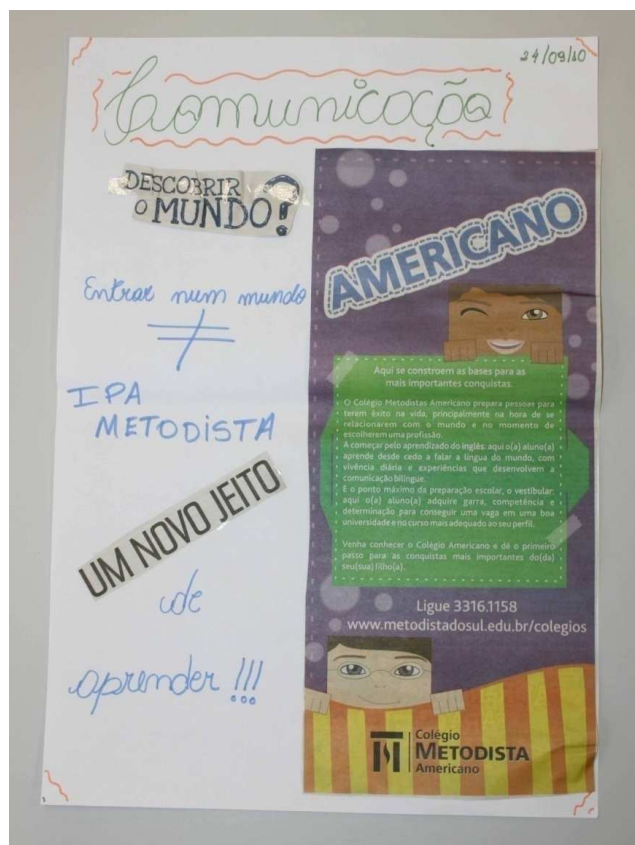 24/09/10
Comunicação
DESCOBRIR
O MUNDO!
Entrar num mundo
≠
IPA
METODISTA
UM NOVO JEITO
de
aprender !!!
AMERICANO
Aqui se constroem as bases para as
mais importantes conquistas.
O Colégio Metodistas Americano prepara pessoas para
terem êxito na vida, principalmente na hora de se
relacionarem com o mundo e no momento de
escolherem uma profissão.
A começar pelo aprendizado do inglês: aqui o(a) aluno(a)
aprende desde cedo a falar a língua do mundo, com
vivência diária e experiências que desenvolvem a
comunicação bilíngue.
E o ponto máximo da preparação escolar, o vestibular:
aqui o(a) aluno(a) adquire garra, competência e
determinação para conseguir uma vaga em uma boa
universidade e no curso mais adequado ao seu perfil.
Venha conhecer o Colégio Americano e dê o primeiro
passo para as conquistas mais importantes do(da)
seu(sua) filho(a).
Ligue 3316.1158
www.metodistadosul.edu.br/colegios
Colégio
METODISTA
Americano